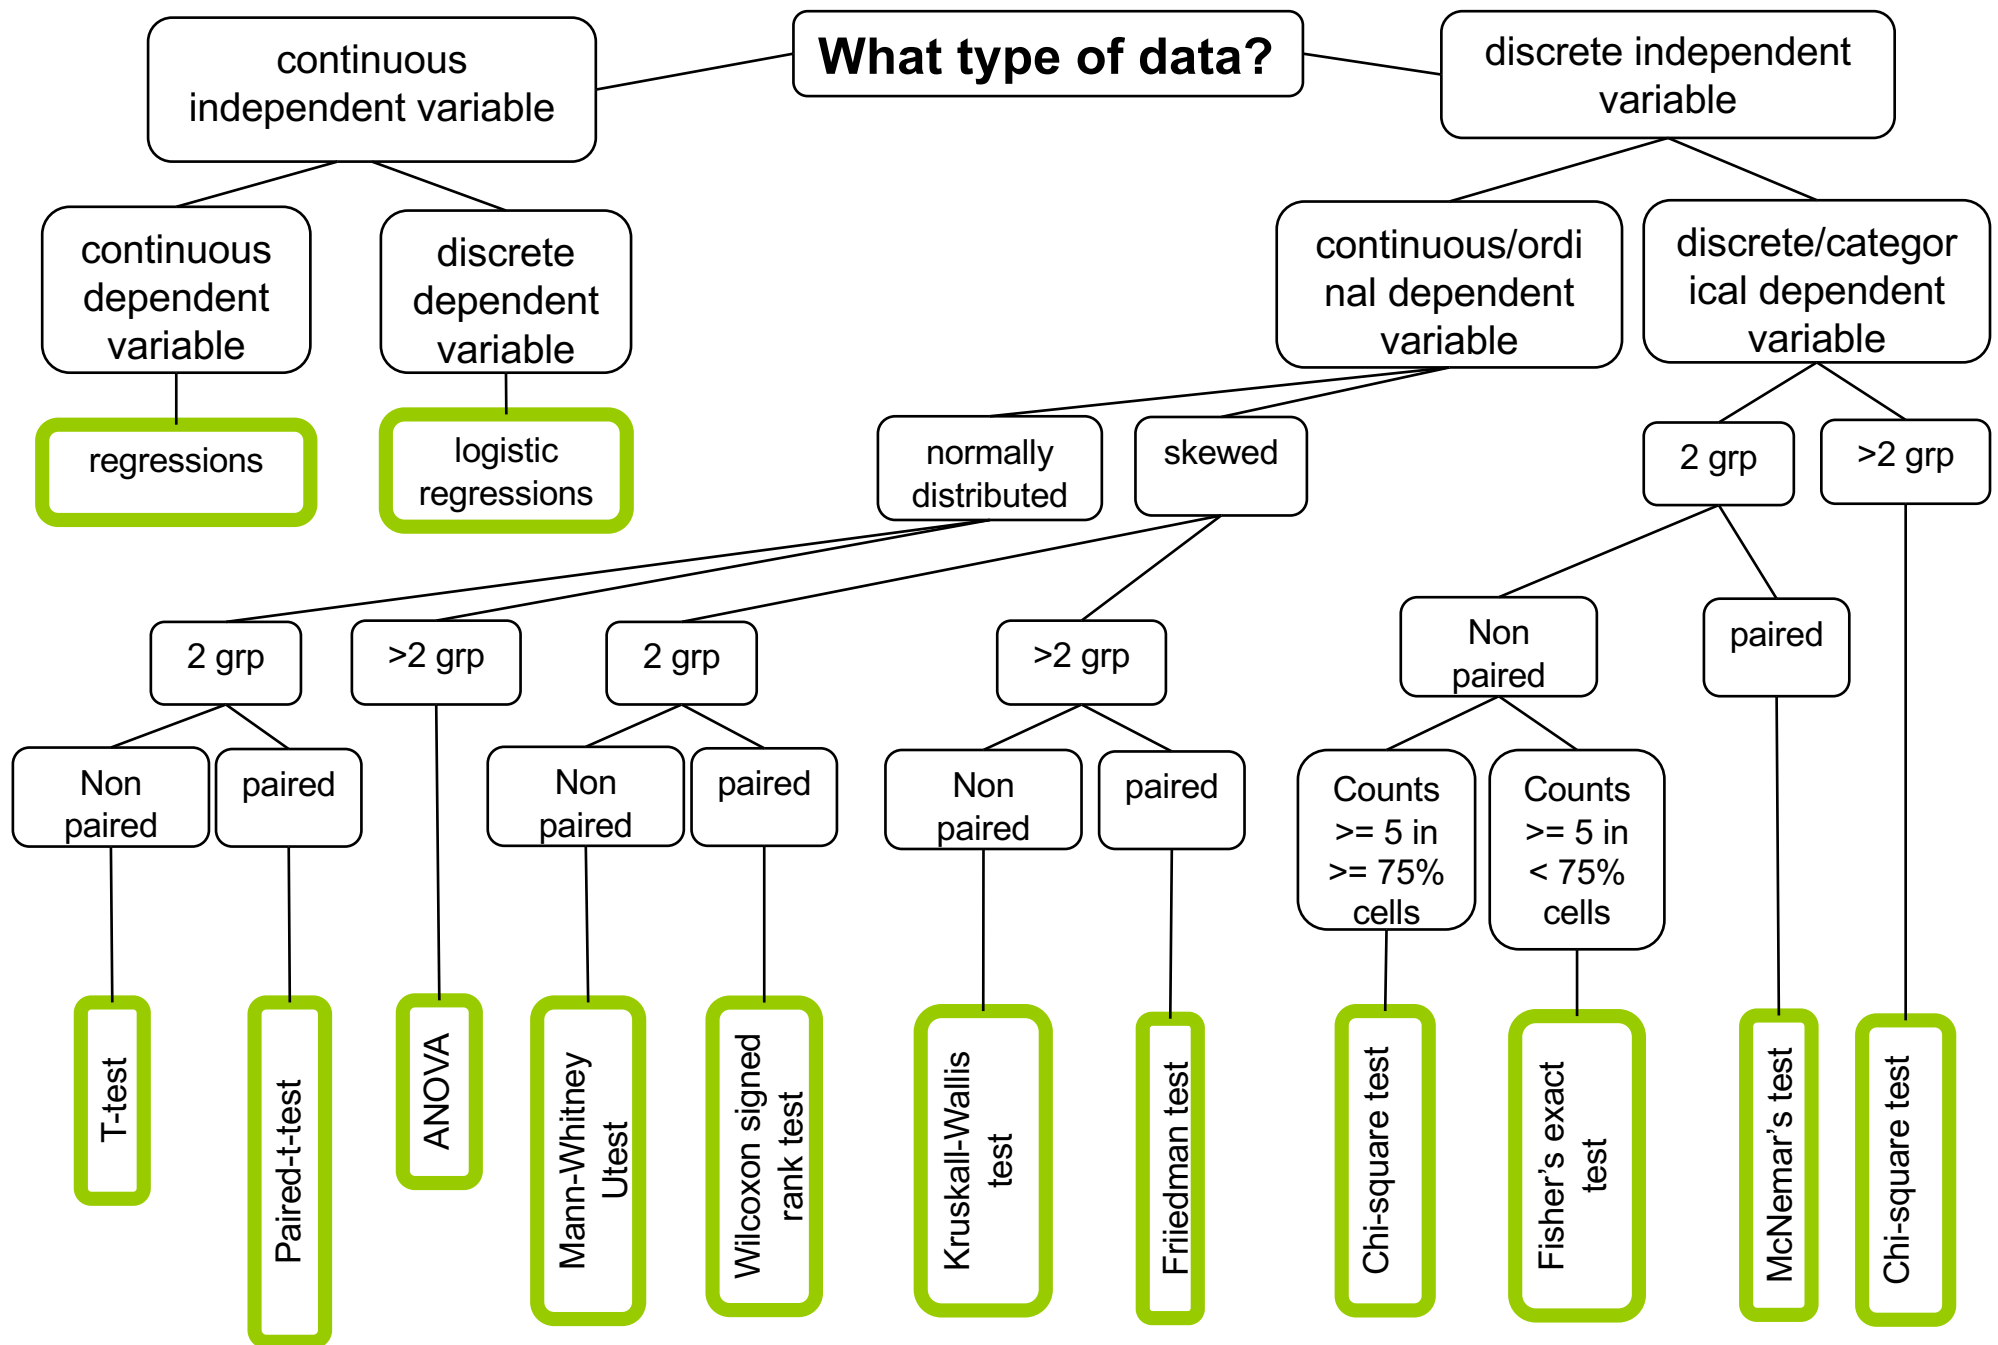 What type of data?
continuous
independent variable
discrete independent
variable
continuous
dependent
variable
discrete
dependent
variable
continuous/ordi
nal dependent
variable
discrete/categor
ical dependent
variable
regressions
logistic
regressions
normally
distributed
skewed
2 grp
>2 grp
2 grp
>2 grp
2 grp
>2 grp
Non
paired
paired
Non
paired
paired
Non
paired
paired
Non
paired
paired
Counts
>= 5 in
>= 75%
cells
Counts
>= 5 in
< 75%
cells
T-test
Paired-t-test
ANOVA
Mann-Whitney
Utest
Wilcoxon signed
rank test
Kruskall-Wallis
test
Friiedman test
Chi-square test
Fisher’s exact
test
McNemar’s test
Chi-square test